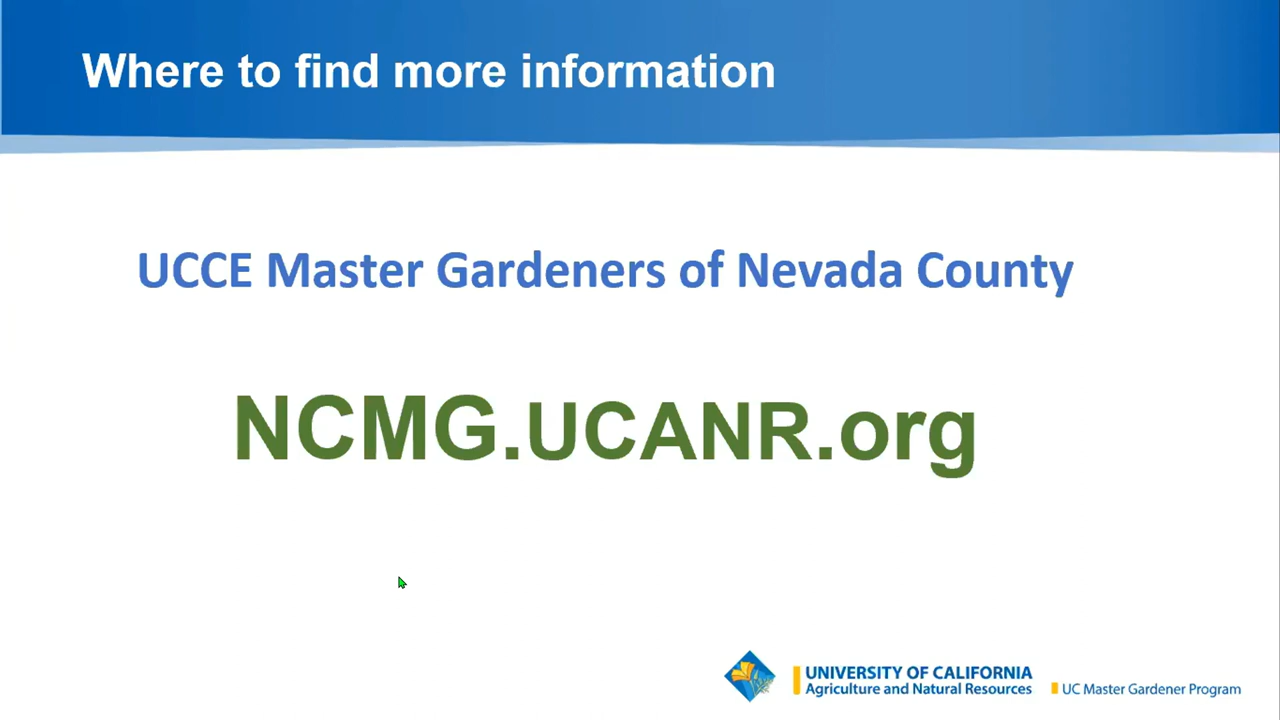 Where to find more information
UCCE Master Gardeners of Nevada County
NCMG.UCANR.org
UNIVERSITY OF CALIFORNIA
Agriculture and Natural Resources
UC Master Gardener Program